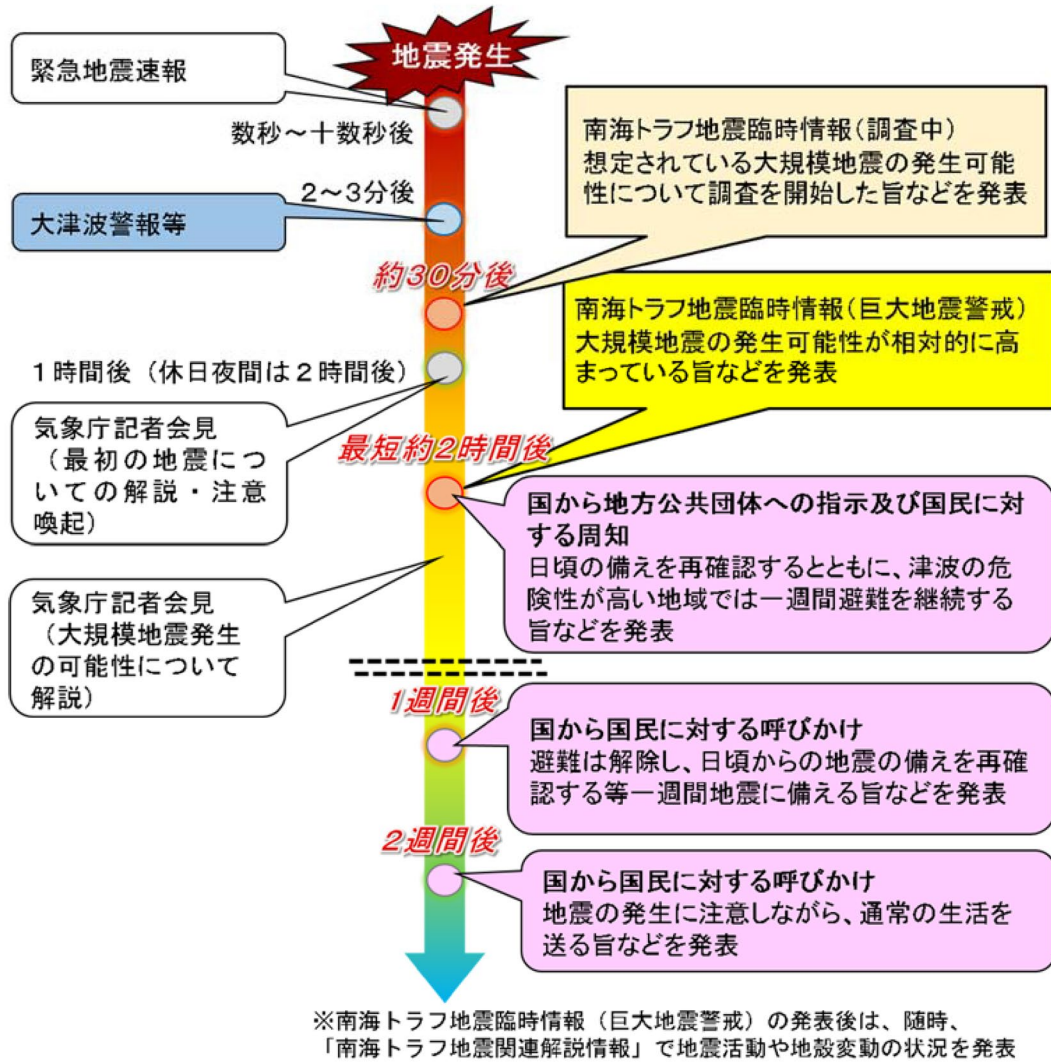 地震発生
緊急地震速報
数秒～十数秒後
2～3分後
大津波警報等
南海トラフ地震臨時情報(調査中)
想定されている大規模地震の発生可能
性について調査を開始した旨などを発表
約30分後
南海トラフ地震臨時情報(巨大地震警戒)
大規模地震の発生可能性が相対的に高
まっている旨などを発表
1時間後（休日夜間は2時間後）
気象庁記者会見
（最初の地震につ
いての解説・注意
喚起）
最短約2時間後
国から地方公共団体への指示及び国民に対
する周知
日頃の備えを再確認するとともに、津波の危
険性が高い地域では一週間避難を継続する
旨などを発表
気象庁記者会見
（大規模地震発生
の可能性について
解説）
1週間後
国から国民に対する呼びかけ
避難は解除し、日頃からの地震の備えを再確
認する等一週間地震に備える旨などを発表
2週間後
国から国民に対する呼びかけ
地震の発生に注意しながら、通常の生活を
送る旨などを発表
※南海トラフ地震臨時情報（巨大地震警戒）の発表後は、随時、
「南海トラフ地震関連解説情報」で地震活動や地殻変動の状況を発表